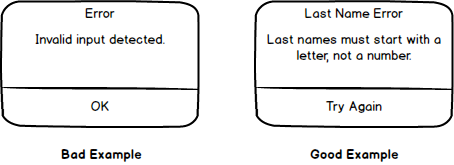 Error
Invalid input detected.
OK
Bad Example
Last Name Error
Last names must start with a
letter, not a number.
Try Again
Good Example